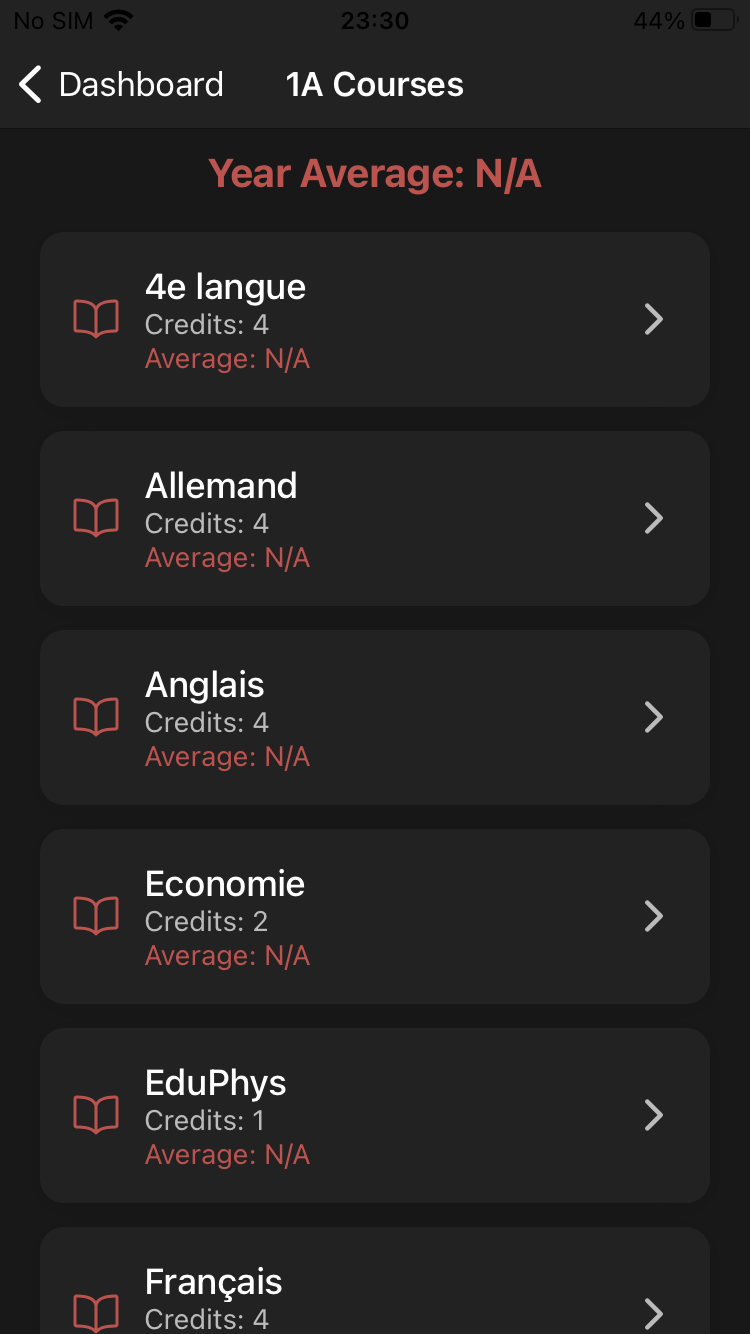 No SIM 23:30 44%
Dashboard 1A Courses
Year Average: N/A
4e langue
Credits: 4
Average: N/A
Allemand
Credits: 4
Average: N/A
Anglais
Credits: 4
Average: N/A
Economie
Credits: 2
Average: N/A
EduPhys
Credits: 1
Average: N/A
Français
Credits: 4